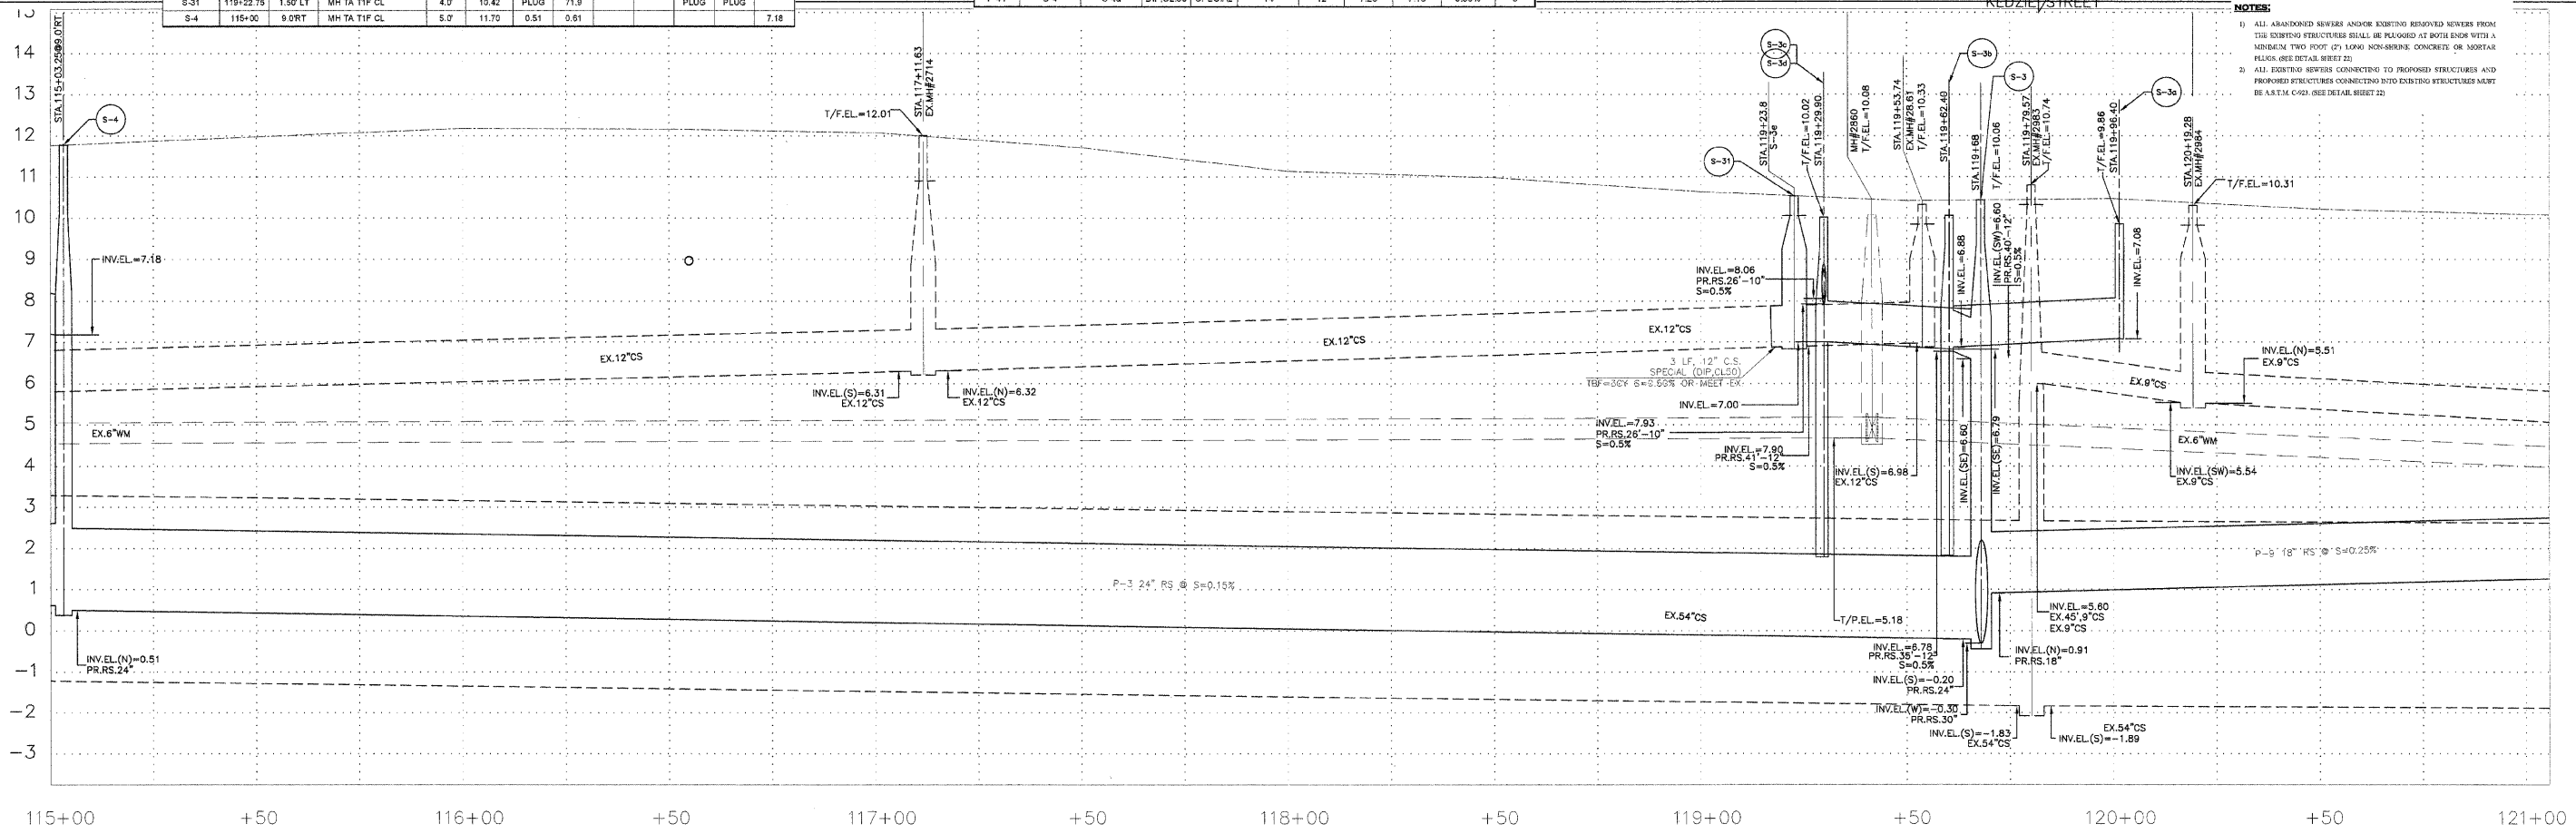 S-31 119+22.75 1.50'LT MH TA T1F CL 4.0' 10.42 PLUG 71.9 PLUG PLUG
S-4 115+00 9.0'RT MH TA T1F CL 5.0' 11.70 0.51 0.61 7.18
KEDZIE STREET
NOTES:
1) ALL ABANDONED SEWERS AND/OR EXISTING REMOVED SEWERS FROM
THE EXISTING STRUCTURES SHALL BE PLUGGED AT BOTH ENDS WITH A
MINIMUM TWO FOOT (2') LONG NON-SHRINK CONCRETE OR MORTAR
PLUGS. (SEE DETAIL SHEET 22)
2) ALL EXISTING SEWERS CONNECTING TO PROPOSED STRUCTURES AND
PROPOSED STRUCTURES CONNECTING INTO EXISTING STRUCTURES MUST
BE A.S.T.M. C-923. (SEE DETAIL SHEET 22)
15
14
13
12
11
10
9
8
7
6
5
4
3
2
1
0
-1
-2
-3
S-4
INV.EL.=7.18
T/F.EL.=12.01
STA.117+11.63
EX.MH#2714
EX.12"CS
EX.12"CS
EX.12"CS
INV.EL.(S)=6.31
EX.12"CS
INV.EL.(N)=6.32
EX.12"CS
EX.6"WM
INV.EL.(N)=0.51
PR.RS.24"
P-3 24" RS @ S=0.15%
EX.54"CS
S-3c
S-3d
S-31
STA.119+23.8
S-3e
T/F.EL.=10.02
STA.119+29.90
MH#2860
T/F.EL.=10.08
STA.119+53.74
EX.MH#28.61
T/F.EL.=10.33
STA.119+62.40
S-3b
S-3
STA.119+68
T/F.EL.=10.06
STA.119+79.57
EX.MH#2983
T/F.EL.=10.74
S-3a
T/F.EL.=9.86
STA.119+96.40
STA.120+19.28
EX.MH#2984
T/F.EL.=10.31
INV.EL.=8.06
PR.RS.26'-10"
S=0.5%
INV.EL.=6.88
INV.EL.(SW)=6.60
PR.RS.40'-12"
S=0.5%
INV.EL.=7.08
3 LF, 12" C.S.
SPECIAL (DIP,CL50)
TBF=3CY S=0.50% OR MEET EX
INV.EL.=7.00
INV.EL.=7.93
PR.RS.26'-10"
S=0.5%
INV.EL.=7.90
PR.RS.41'-12"
S=0.5%
INV.EL.(S)=6.98
EX.12"CS
INV.EL.(SE)=6.60
INV.EL.(SE)=6.79
EX.9"CS
INV.EL.(N)=5.51
EX.9"CS
EX.6"WM
INV.EL.(SW)=5.54
EX.9"CS
P-9 18" RS @ S=0.25%
T/P.EL=5.18
INV.EL.=5.60
EX.45',9"CS
EX.9"CS
INV.EL.=6.78
PR.RS.35'-12"
S=0.5%
INV.EL.(N)=0.91
PR.RS.18"
INV.EL.(S)=-0.20
PR.RS.24"
INV.EL.(W)=-0.30
PR.RS.30"
INV.EL.(S)=-1.83
EX.54"CS
EX.54"CS
INV.EL.(S)=-1.89
115+00 +50 116+00 +50 117+00 +50 118+00 +50 119+00 +50 120+00 +50 121+00